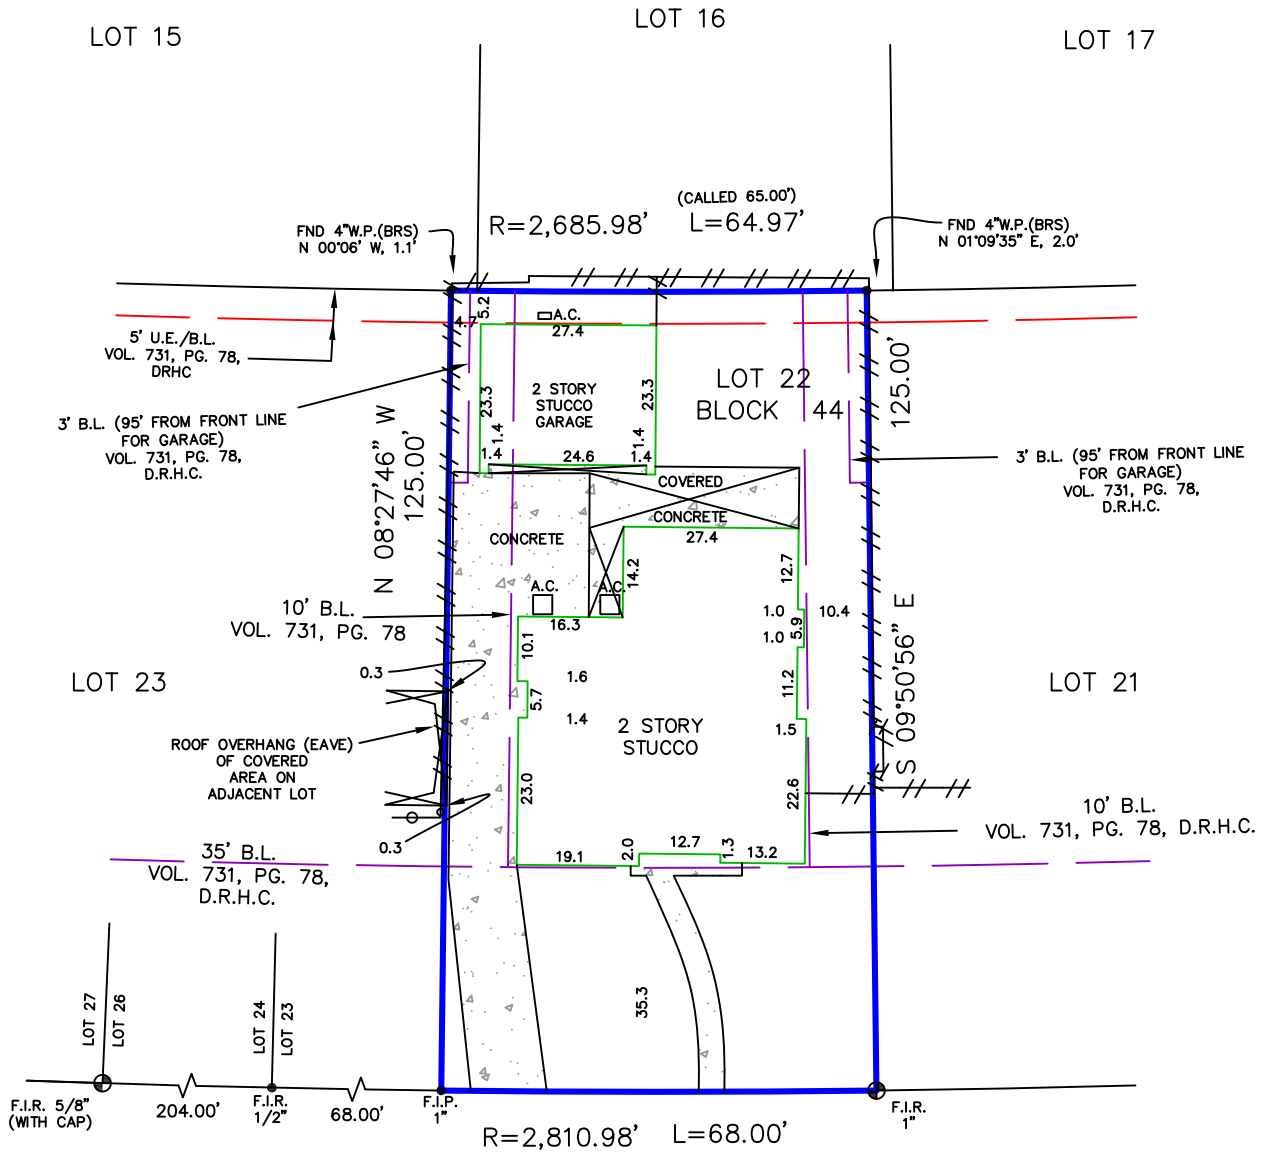 LOT 15
LOT 16
LOT 17
(CALLED 65.00')
R=2,685.98' L=64.97'
FND 4"W.P.(BRS)
N 00°06' W, 1.1'
FND 4"W.P.(BRS)
N 01°09'35" E, 2.0'
5' U.E./B.L.
VOL. 731, PG. 78,
DRHC
4.7
5.2
A.C.
27.4
3' B.L. (95' FROM FRONT LINE
FOR GARAGE)
VOL. 731, PG. 78,
D.R.H.C.
23.3
2 STORY
STUCCO
GARAGE
23.3
LOT 22
BLOCK 44
125.00'
N 08°27'46" W
125.00'
1.4
1.4
24.6
1.4
1.4
3' B.L. (95' FROM FRONT LINE
FOR GARAGE)
VOL. 731, PG. 78,
D.R.H.C.
COVERED
CONCRETE
CONCRETE
27.4
14.2
12.7
A.C.
A.C.
10' B.L.
VOL. 731, PG. 78
16.3
10.1
1.0
1.0
5.9
10.4
S 09°50'56" E
LOT 23
0.3
1.6
5.7
1.4
11.2
LOT 21
2 STORY
STUCCO
1.5
ROOF OVERHANG (EAVE)
OF COVERED
AREA ON
ADJACENT LOT
23.0
22.6
0.3
10' B.L.
VOL. 731, PG. 78, D.R.H.C.
35' B.L.
VOL. 731, PG. 78,
D.R.H.C.
19.1
2.0
12.7
1.3
13.2
35.3
LOT 27
LOT 26
LOT 24
LOT 23
F.I.R. 5/8"
(WITH CAP)
204.00'
F.I.R.
1/2"
68.00'
F.I.P.
1"
F.I.R.
1"
R=2,810.98' L=68.00'